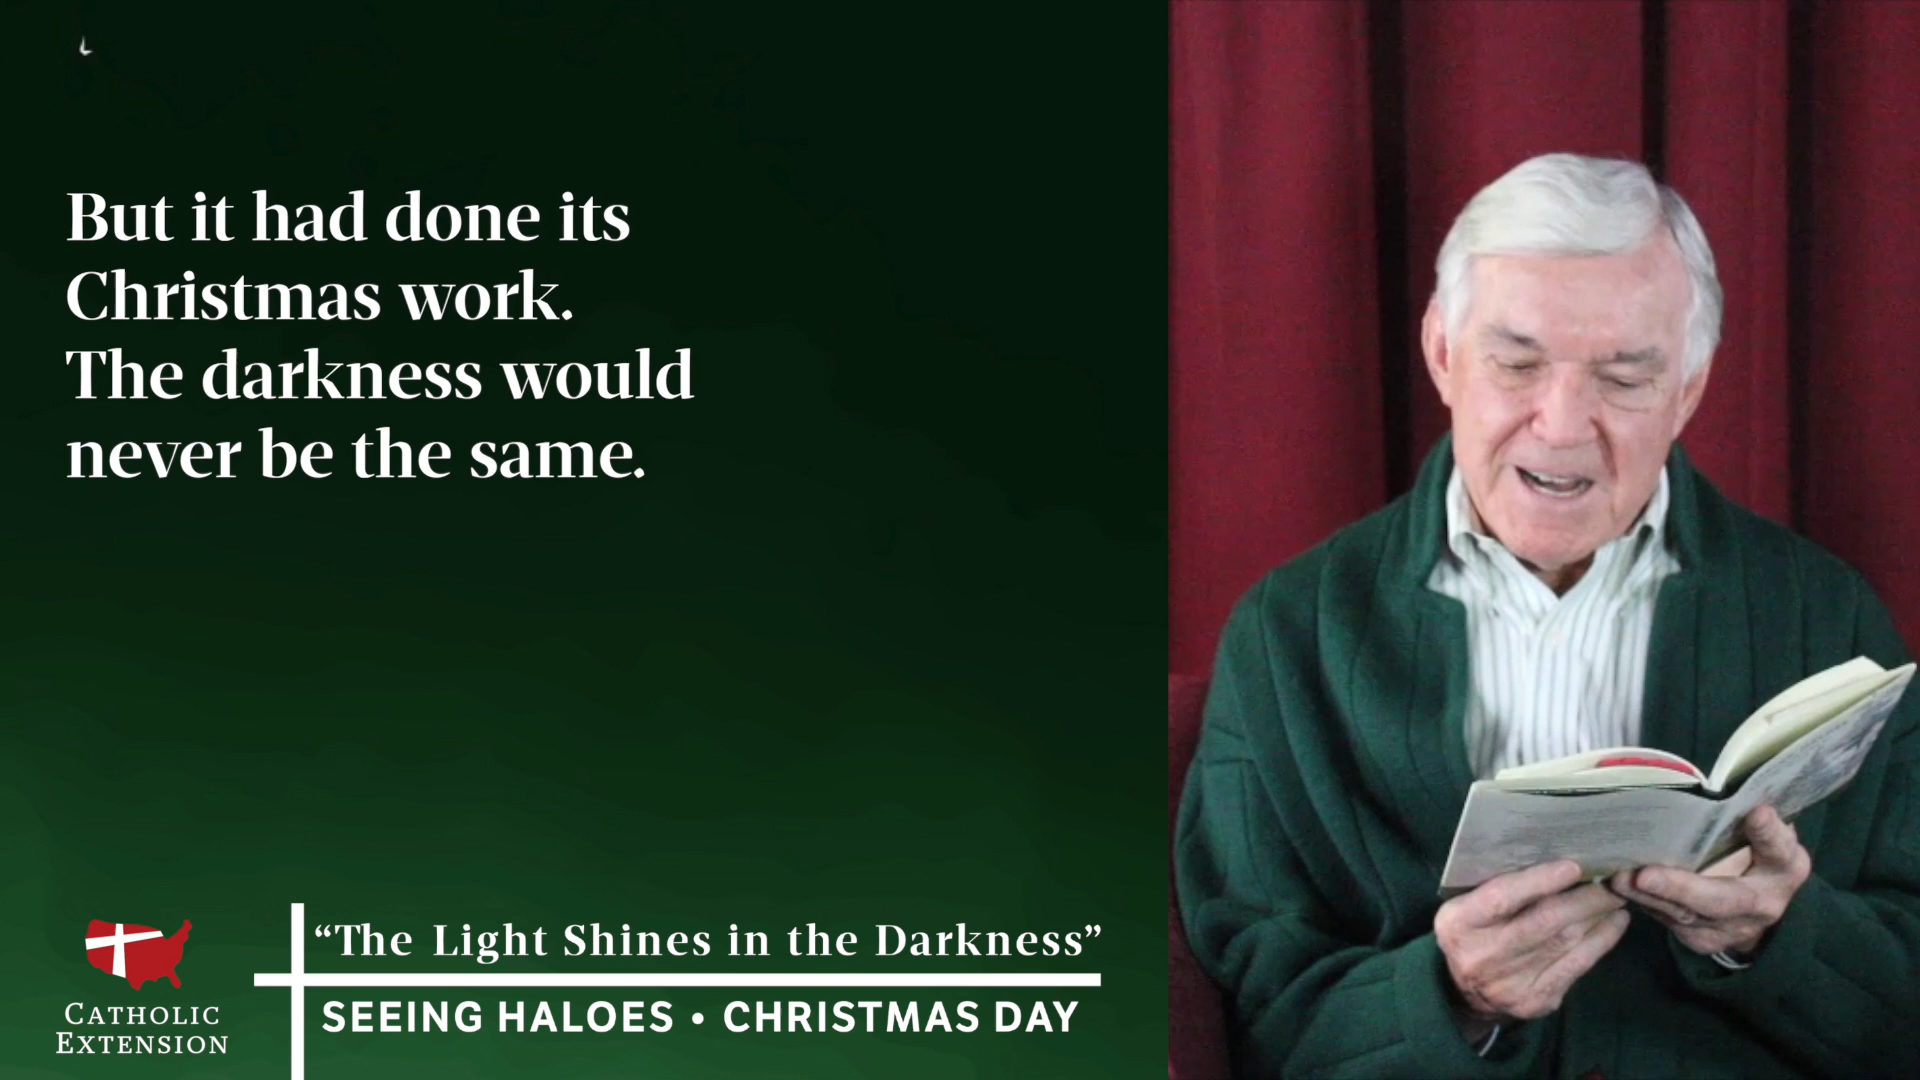 But it had done its
Christmas work.
The darkness would
never be the same.
“The Light Shines in the Darkness”
SEEING HALOES • CHRISTMAS DAY
CATHOLIC
EXTENSION